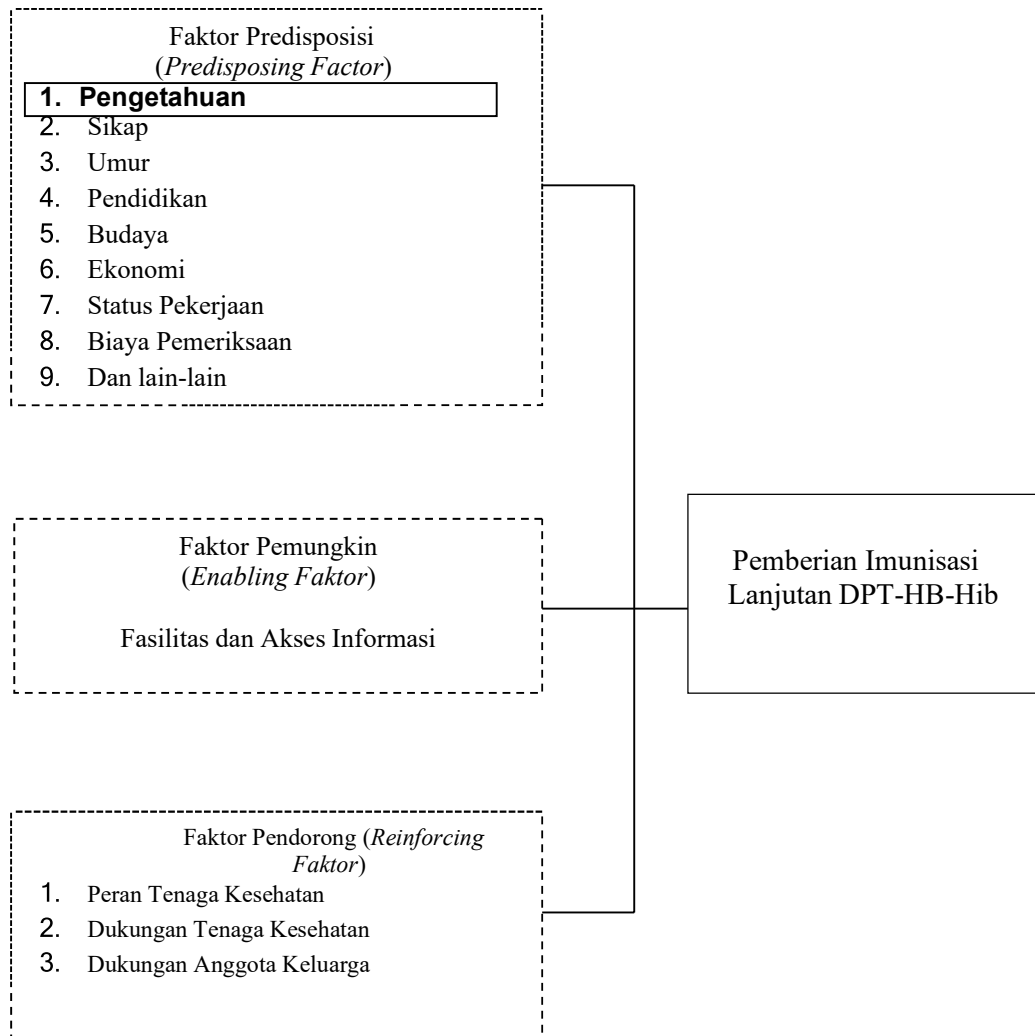 Faktor Predisposisi
(Predisposing Factor)
1. Pengetahuan
2. Sikap
3. Umur
4. Pendidikan
5. Budaya
6. Ekonomi
7. Status Pekerjaan
8. Biaya Pemeriksaan
9. Dan lain-lain
Faktor Pemungkin
(Enabling Faktor)
Fasilitas dan Akses Informasi
Pemberian Imunisasi
Lanjutan DPT-HB-Hib
Faktor Pendorong (Reinforcing
Faktor)
1. Peran Tenaga Kesehatan
2. Dukungan Tenaga Kesehatan
3. Dukungan Anggota Keluarga